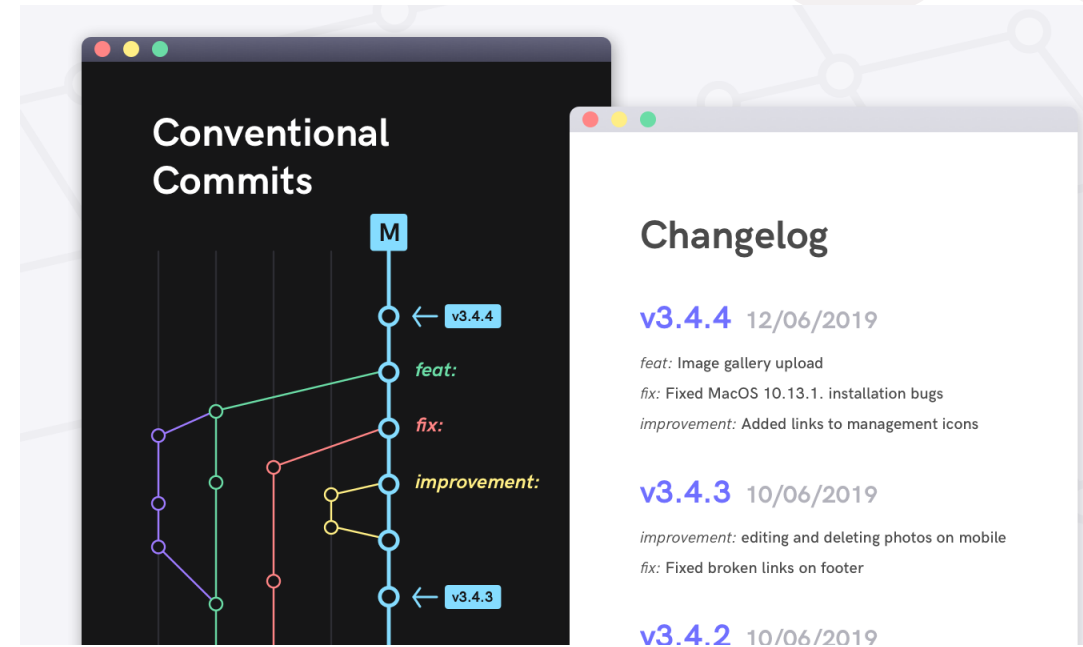 Conventional
Commits
M
v3.4.4
feat:
fix:
improvement:
v3.4.3
Changelog
v3.4.4 12/06/2019
feat: Image gallery upload
fix: Fixed MacOS 10.13.1. installation bugs
improvement: Added links to management icons
v3.4.3 10/06/2019
improvement: editing and deleting photos on mobile
fix: Fixed broken links on footer
v3.4.2 10/06/2019